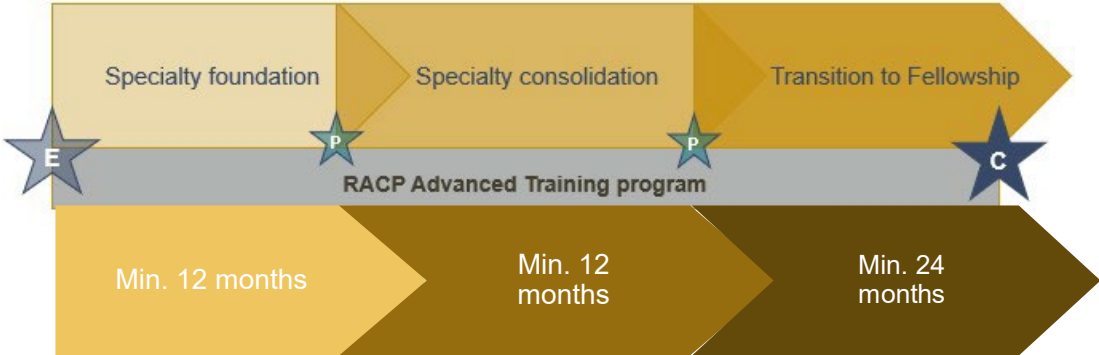 Specialty foundation
Specialty consolidation
Transition to Fellowship
E
P
P
C
RACP Advanced Training program
Min. 12 months
Min. 12
months
Min. 24
months